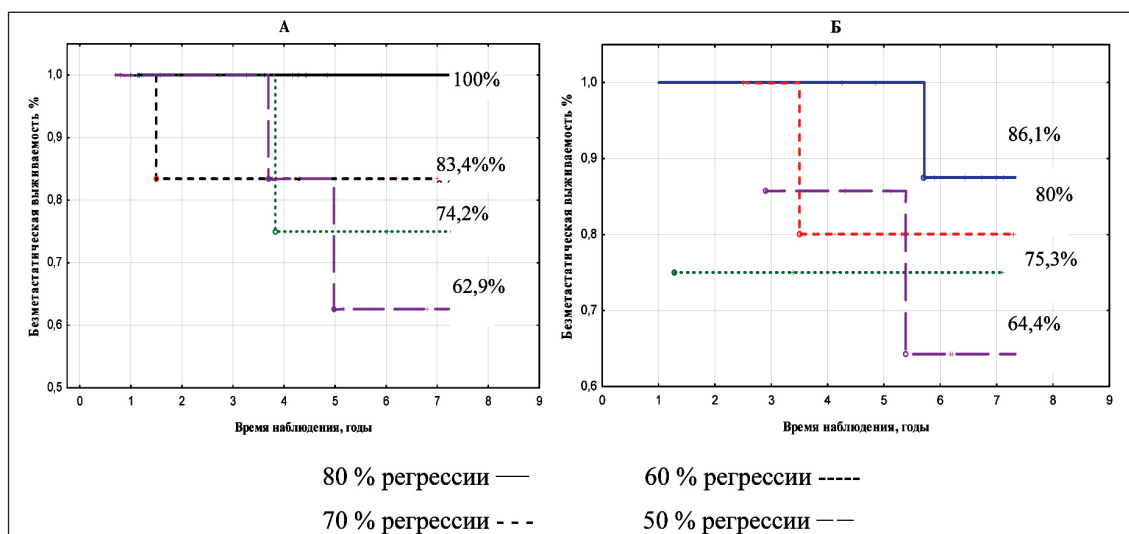 А
Безметастатическая выживаемость %
1,0
0,9
0,8
0,7
0,6
0,5
100%
83,4%%
74,2%
62,9%
0 1 2 3 4 5 6 7 8 9
Время наблюдения, годы
Б
Безметастатическая выживаемость %
1,0
0,9
0,8
0,7
0,6
86,1%
80%
75,3%
64,4%
0 1 2 3 4 5 6 7 8 9
Время наблюдения, годы
80 % регрессии
60 % регрессии
70 % регрессии
50 % регрессии